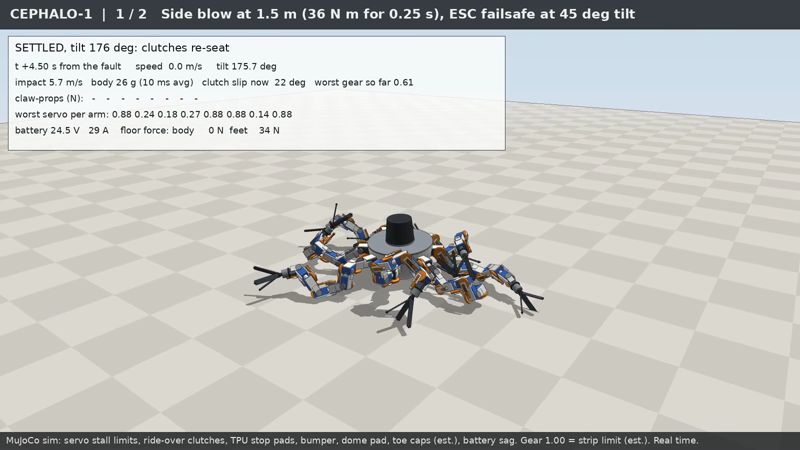 CEPHALO-1 | 1 / 2 Side blow at 1.5 m (36 N m for 0.25 s), ESC failsafe at 45 deg tilt
SETTLED, tilt 176 deg: clutches re-seat
t +4.50 s from the fault speed 0.0 m/s tilt 175.7 deg
impact 5.7 m/s body 26 g (10 ms avg) clutch slip now 22 deg worst gear so far 0.61
claw-props (N): - - - - - - - -
worst servo per arm: 0.88 0.24 0.18 0.27 0.88 0.88 0.14 0.88
battery 24.5 V 29 A floor force: body 0 N feet 34 N
MuJoCo sim: servo stall limits, ride-over clutches, TPU stop pads, bumper, dome pad, toe caps (est.), battery sag. Gear 1.00 = strip limit (est.). Real time.